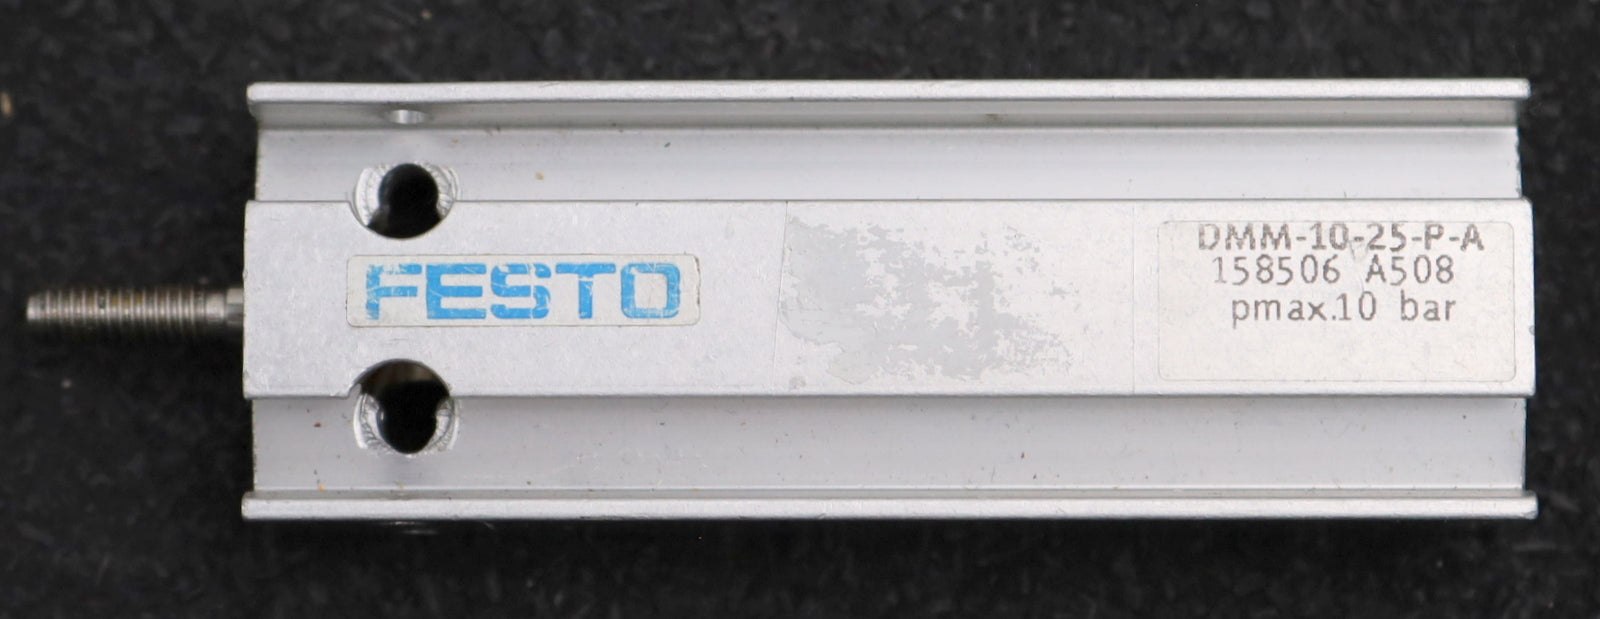 FESTO
DMM-10-25-P-A
158506 A508
pmax.10 bar